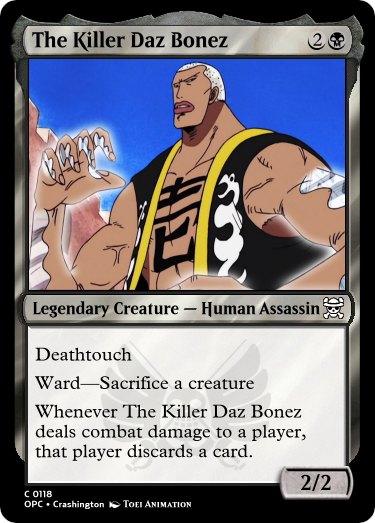 The Killer Daz Bonez 2
Legendary Creature — Human Assassin
Deathtouch
Ward—Sacrifice a creature
Whenever The Killer Daz Bonez
deals combat damage to a player,
that player discards a card.
2/2
C 0118
OPC • Crashington TOEI ANIMATION